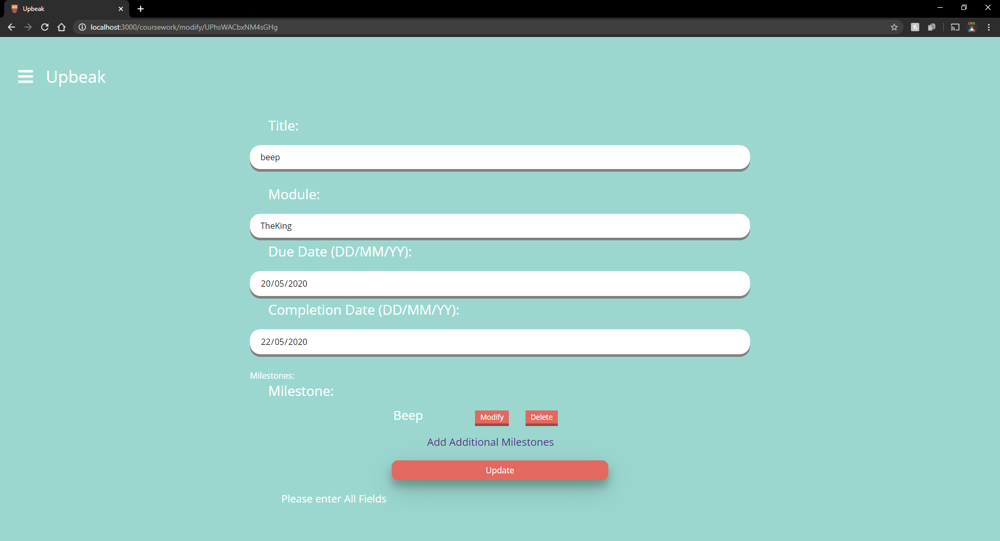 Upbeak
localhost:3000/coursework/modify/UPhsWACbxNM4sGHg
QRK
Upbeak
Title:
beep
Module:
TheKing
Due Date (DD/MM/YY):
20/05/2020
Completion Date (DD/MM/YY):
22/05/2020
Milestones:
Milestone:
Beep Modify Delete
Add Additional Milestones
Update
Please enter All Fields